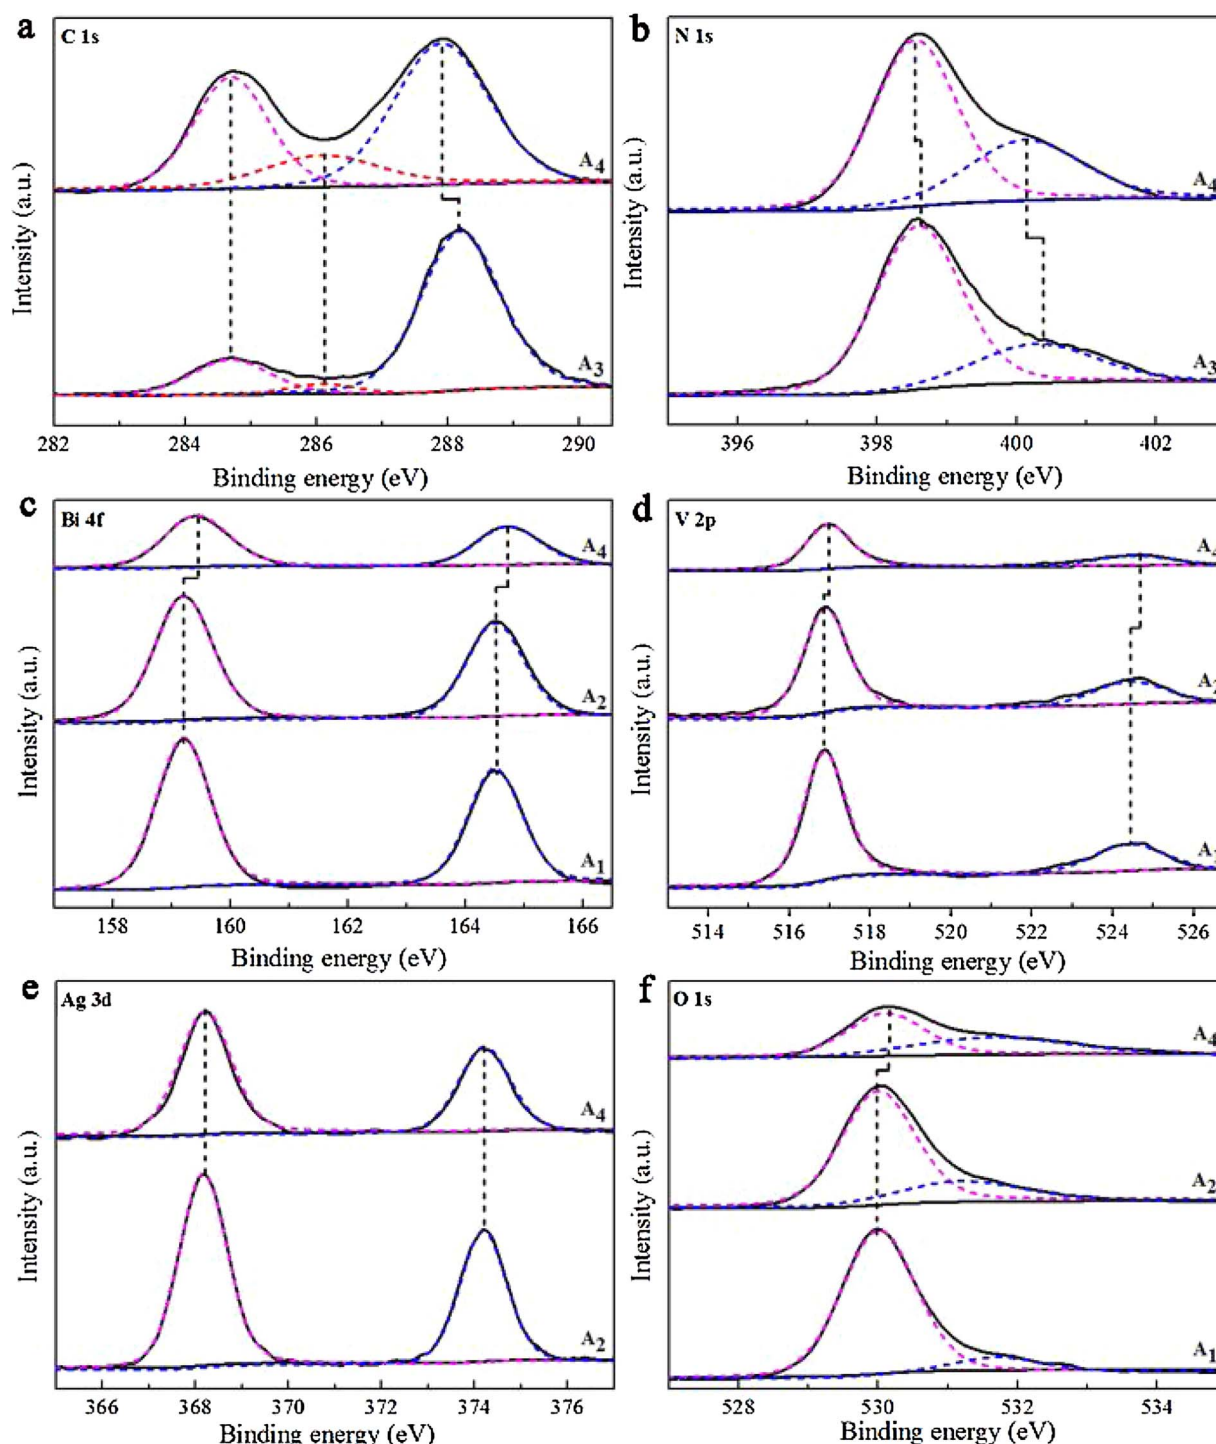 a
C 1s
A4
A3
Intensity (a.u.)
282 284 286 288 290
Binding energy (eV)
b
N 1s
A4
A3
Intensity (a.u.)
396 398 400 402
Binding energy (eV)
c
Bi 4f
A4
A2
A1
Intensity (a.u.)
158 160 162 164 166
Binding energy (eV)
d
V 2p
A4
A2
Intensity (a.u.)
514 516 518 520 522 524 526
Binding energy (eV)
e
Ag 3d
A4
A2
Intensity (a.u.)
366 368 370 372 374 376
Binding energy (eV)
f
O 1s
A4
A2
A1
Intensity (a.u.)
528 530 532 534
Binding energy (eV)